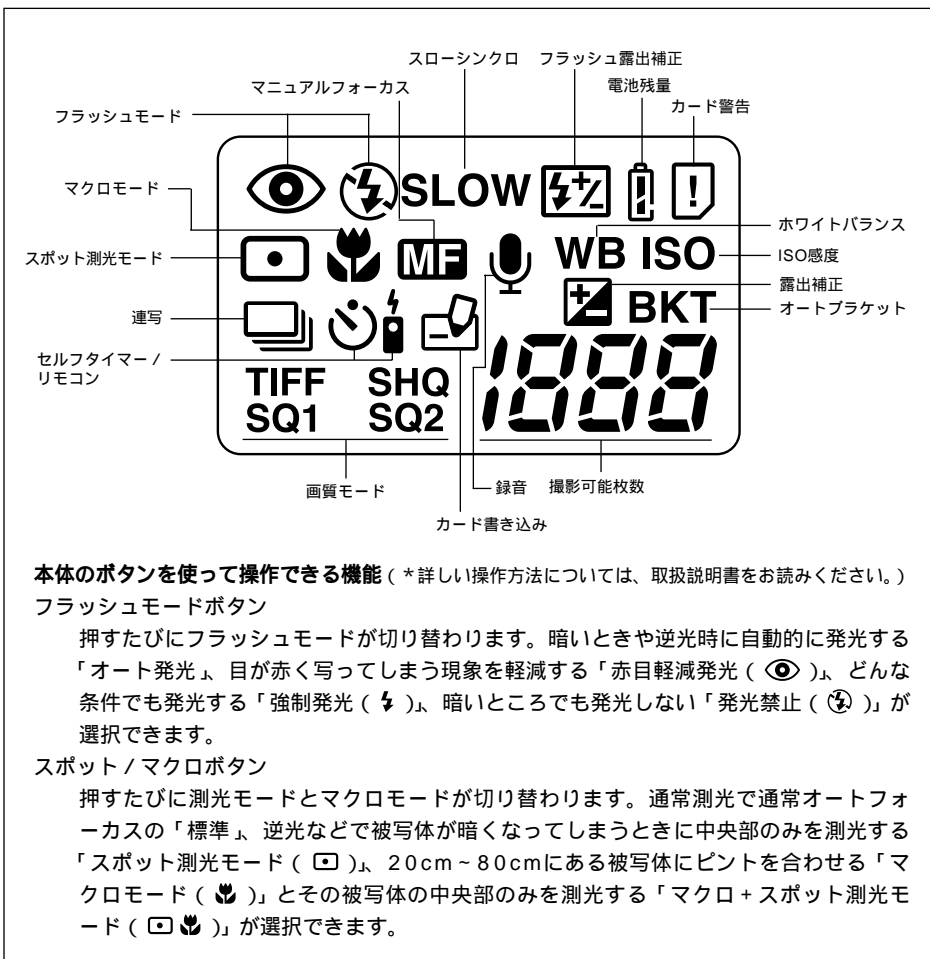 スローシンクロ フラッシュ露出補正
マニュアルフォーカス 電池残量
フラッシュモード カード警告
マクロモード
SLOW
ホワイトバランス
スポット測光モード MF WB ISO ISO感度
露出補正
連写 BKT オートブラケット
セルフタイマー /
リモコン
TIFF SHQ 1888
SQ1 SQ2
画質モード 録音 撮影可能枚数
カード書き込み
本体のボタンを使って操作できる機能(*詳しい操作方法については、取扱説明書をお読みください。)
フラッシュモードボタン
押すたびにフラッシュモードが切り替わります。暗いときや逆光時に自動的に発光する
「オート発光」、目が赤く写ってしまう現象を軽減する「赤目軽減発光( )」、どんな
条件でも発光する「強制発光( )」、暗いところでも発光しない「発光禁止( )」が
選択できます。
スポット / マクロボタン
押すたびに測光モードとマクロモードが切り替わります。通常測光で通常オートフォ
ーカスの「標準」、逆光などで被写体が暗くなってしまうときに中央部のみを測光する
「スポット測光モード( )」、20cm~80cmにある被写体にピントを合わせる「マ
クロモード( )」とその被写体の中央部のみを測光する「マクロ+スポット測光モ
ード( )」が選択できます。